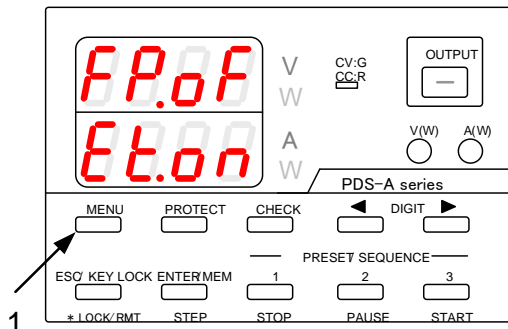 FP.oF
V
W
CV:G
CC:R
OUTPUT
Et.on
A
W
V(W) A(W)
PDS-A series
MENU PROTECT CHECK ◀ DIGIT ▶
PRESET/ SEQUENCE
ESC/ KEY LOCK ENTER/MEM 1 2 3
* LOCK/RMT STEP STOP PAUSE START
1